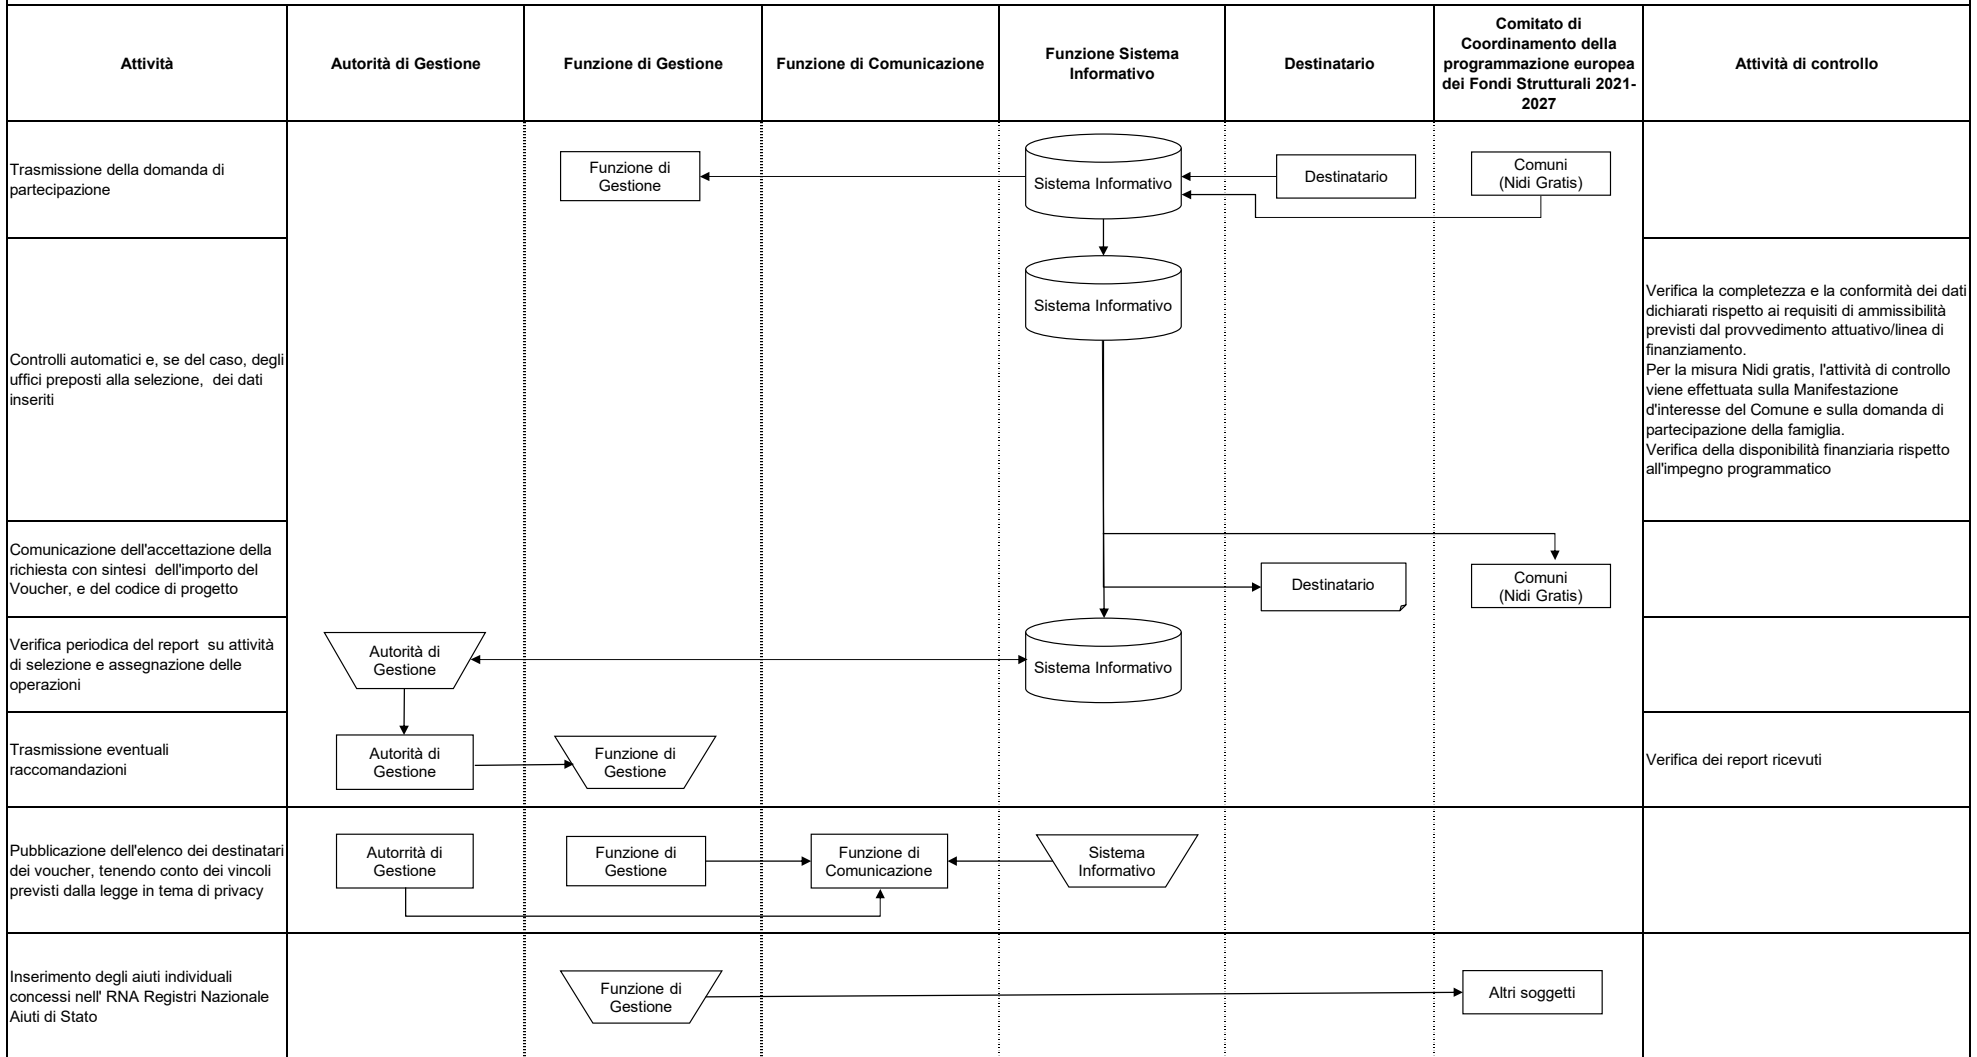 Attività
Autorità di Gestione
Funzione di Gestione
Funzione di Comunicazione
Funzione Sistema
Informativo
Destinatario
Comitato di
Coordinamento della
programmazione europea
dei Fondi Strutturali 2021-
2027
Attività di controllo
Trasmissione della domanda di
partecipazione
Funzione di
Gestione
Sistema Informativo
Destinatario
Comuni
(Nidi Gratis)
Controlli automatici e, se del caso, degli
uffici preposti alla selezione,  dei dati
inseriti
Sistema Informativo
Verifica la completezza e la conformità dei dati
dichiarati rispetto ai requisiti di ammissibilità
previsti dal provvedimento attuativo/linea di
finanziamento.
Per la misura Nidi gratis, l'attività di controllo
viene effettuata sulla Manifestazione
d'interesse del Comune e sulla domanda di
partecipazione della famiglia.
Verifica della disponibilità finanziaria rispetto
all'impegno programmatico
Comunicazione dell'accettazione della
richiesta con sintesi  dell'importo del
Voucher, e del codice di progetto
Destinatario
Comuni
(Nidi Gratis)
Verifica periodica del report  su attività
di selezione e assegnazione delle
operazioni
Autorità di
Gestione
Sistema Informativo
Trasmissione eventuali
raccomandazioni
Autorità di
Gestione
Funzione di
Gestione
Verifica dei report ricevuti
Pubblicazione dell'elenco dei destinatari
dei voucher, tenendo conto dei vincoli
previsti dalla legge in tema di privacy
Autorrità di
Gestione
Funzione di
Gestione
Funzione di
Comunicazione
Sistema
Informativo
Inserimento degli aiuti individuali
concessi nell' RNA Registri Nazionale
Aiuti di Stato
Funzione di
Gestione
Altri soggetti